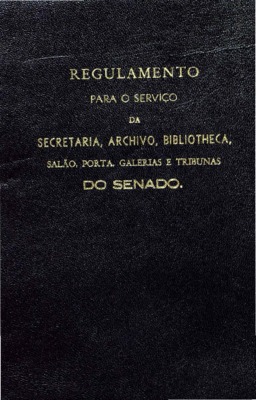 REGULAMENTO
PARA O SERVIÇO
DA
SECRETARIA, ARCHIVO, BIBLIOTHECA,
SALÃO, PORTA, GALERIAS E TRIBUNAS
DO SENADO.